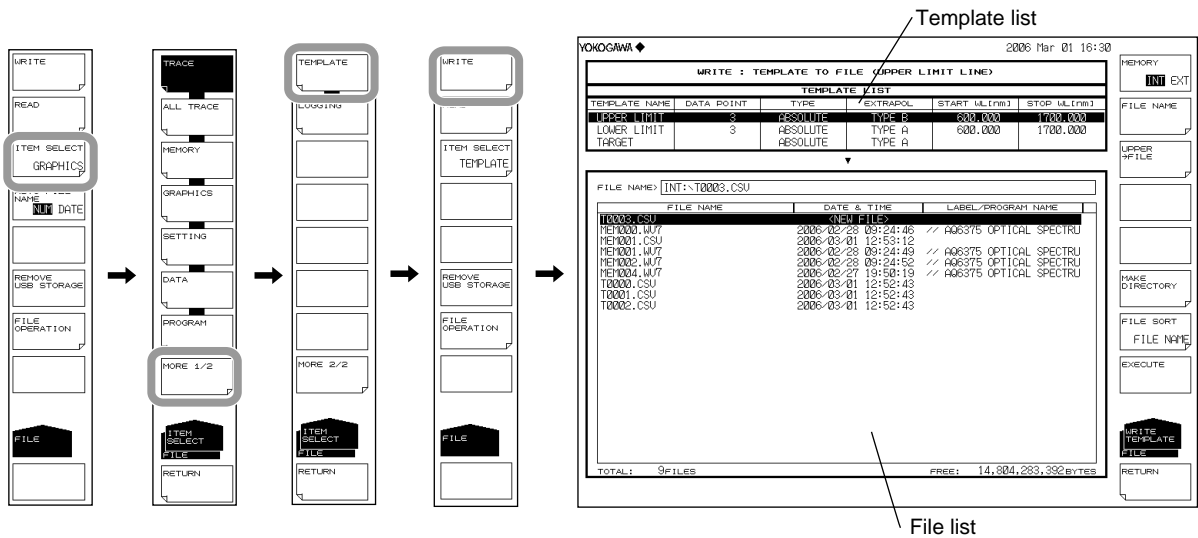 Template list
WRITE
READ
ITEM SELECT
GRAPHICS
NAME
NUM DATE
REMOVE
USB STORAGE
FILE
OPERATION
FILE
TRACE
ALL TRACE
MEMORY
GRAPHICS
SETTING
DATA
PROGRAM
MORE 1/2
ITEM
SELECT
FILE
RETURN
TEMPLATE
LOGGING
MORE 2/2
ITEM
SELECT
FILE
RETURN
WRITE
ITEM SELECT
TEMPLATE
REMOVE
USB STORAGE
FILE
OPERATION
FILE
YOKOGAWA 2006 Mar 01 16:30
WRITE : TEMPLATE TO FILE (UPPER LIMIT LINE)
TEMPLATE LIST
TEMPLATE NAME DATA POINT TYPE EXTRAPOL START WL[nm] STOP WL[nm]
UPPER LIMIT 3 ABSOLUTE TYPE B 600.000 1700.000
LOWER LIMIT 3 ABSOLUTE TYPE A 600.000 1700.000
TARGET ABSOLUTE TYPE A
FILE NAME> INT:\T0003.CSV
FILE NAME DATE & TIME LABEL/PROGRAM NAME
T0003.CSV <NEW FILE>
MEM000.WV7 2006/02/28 09:24:46 // AQ6375 OPTICAL SPECTRU
MEM001.CSV 2006/03/01 12:53:12
MEM001.WV7 2006/02/28 09:24:49 // AQ6375 OPTICAL SPECTRU
MEM002.WV7 2006/02/28 09:24:52 // AQ6375 OPTICAL SPECTRU
MEM004.WV7 2006/02/27 19:50:19 // AQ6375 OPTICAL SPECTRU
T0000.CSV 2006/03/01 12:52:43
T0001.CSV 2006/03/01 12:52:43
T0002.CSV 2006/03/01 12:52:43
TOTAL: 9FILES FREE: 14,804,283,392 BYTES
MEMORY
INT EXT
FILE NAME
UPPER
→FILE
MAKE
DIRECTORY
FILE SORT
FILE NAME
EXECUTE
WRITE
TEMPLATE
FILE
RETURN
File list